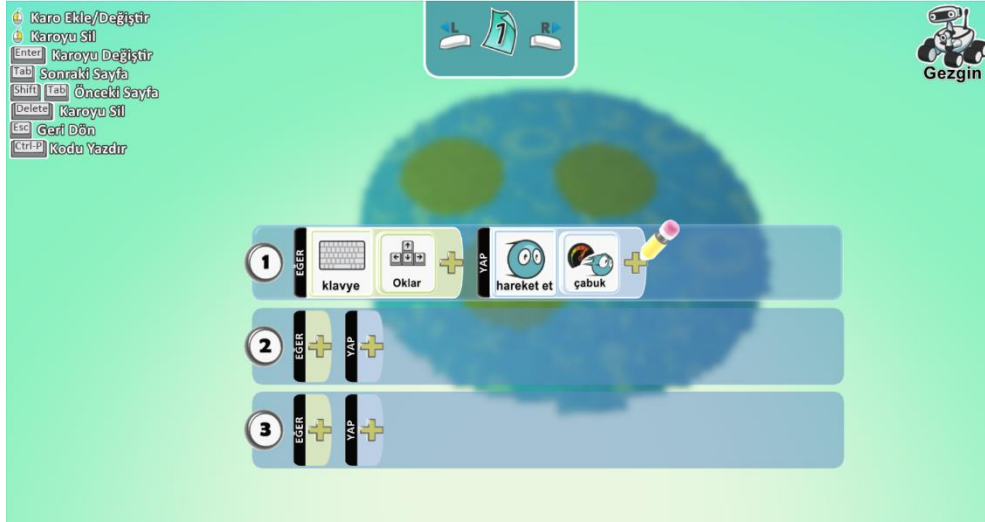 Karo Ekle/Değiştir
Karoyu Sil
Enter Karoyu Değiştir
Tab Sonraki Sayfa
Shift Tab Önceki Sayfa
Delete Karoyu Sil
Esc Geri Dön
Ctrl-P Kodu Yazdır
L 1 R
Gezgin
1 EĞER klavye Oklar YAP hareket et çabuk
2 EĞER YAP
3 EĞER YAP